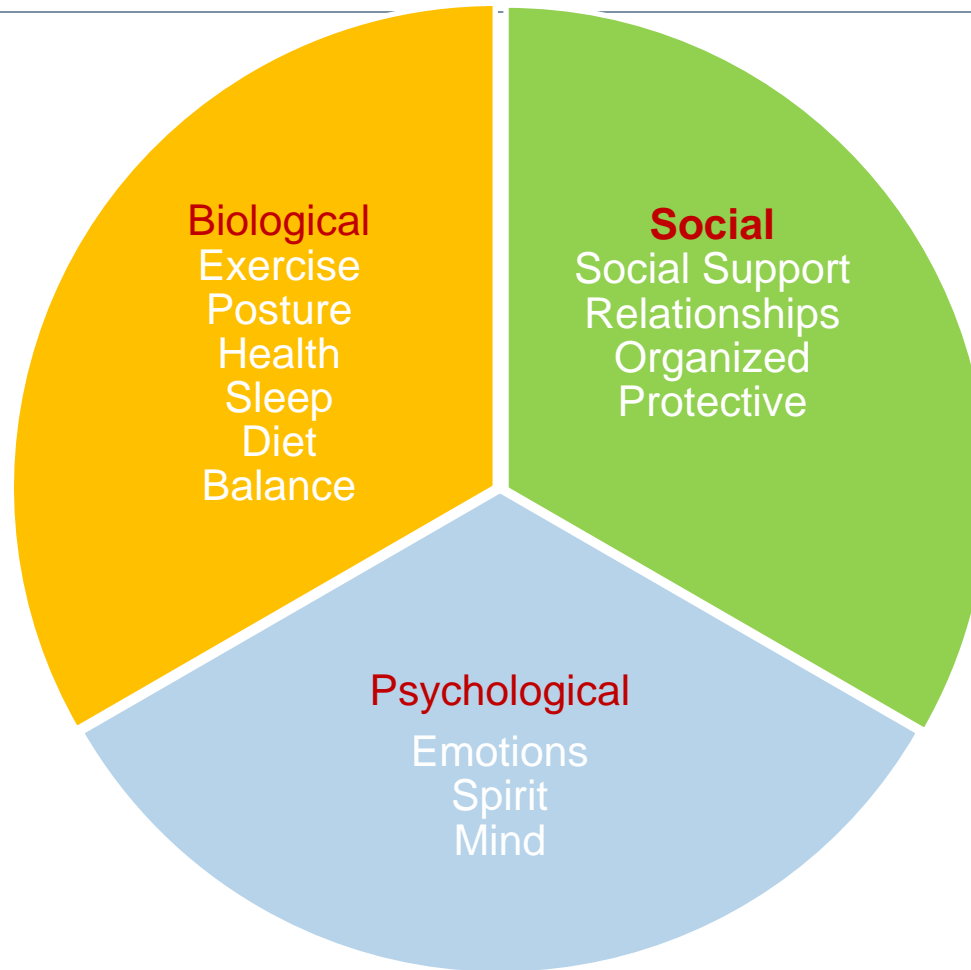 Biological
Exercise
Posture
Health
Sleep
Diet
Balance
Social
Social Support
Relationships
Organized
Protective
Psychological
Emotions
Spirit
Mind